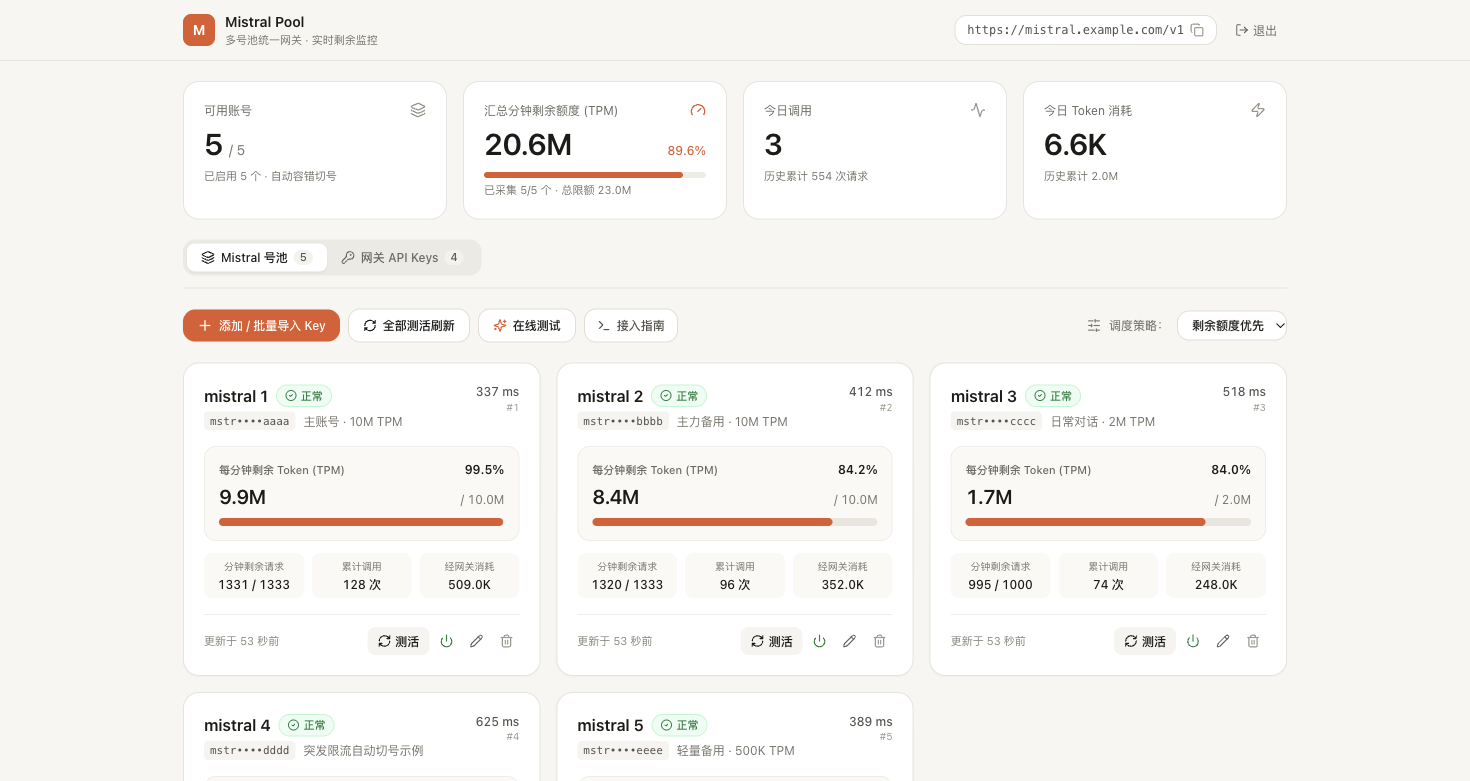 M
Mistral Pool
多号池统一网关 · 实时剩余监控
https://mistral.example.com/v1
退出
可用账号
5 / 5
已启用 5 个 · 自动容错切号
汇总分钟剩余额度 (TPM)
20.6M 89.6%
已采集 5/5 个 · 总限额 23.0M
今日调用
3
历史累计 554 次请求
今日 Token 消耗
6.6K
历史累计 2.0M
Mistral 号池 5
网关 API Keys 4
添加 / 批量导入 Key
全部测活刷新
在线测试
接入指南
调度策略:
剩余额度优先
mistral 1 正常 337 ms
#1
mstr••••aaaa 主账号 · 10M TPM
每分钟剩余 Token (TPM) 99.5%
9.9M / 10.0M
分钟剩余请求 累计调用 经网关消耗
1331 / 1333 128 次 509.0K
更新于 53 秒前 测活
mistral 2 正常 412 ms
#2
mstr••••bbbb 主力备用 · 10M TPM
每分钟剩余 Token (TPM) 84.2%
8.4M / 10.0M
分钟剩余请求 累计调用 经网关消耗
1320 / 1333 96 次 352.0K
更新于 53 秒前 测活
mistral 3 正常 518 ms
#3
mstr••••cccc 日常对话 · 2M TPM
每分钟剩余 Token (TPM) 84.0%
1.7M / 2.0M
分钟剩余请求 累计调用 经网关消耗
995 / 1000 74 次 248.0K
更新于 53 秒前 测活
mistral 4 正常 625 ms
#4
mstr••••dddd 突发限流自动切号示例
mistral 5 正常 389 ms
#5
mstr••••eeee 轻量备用 · 500K TPM